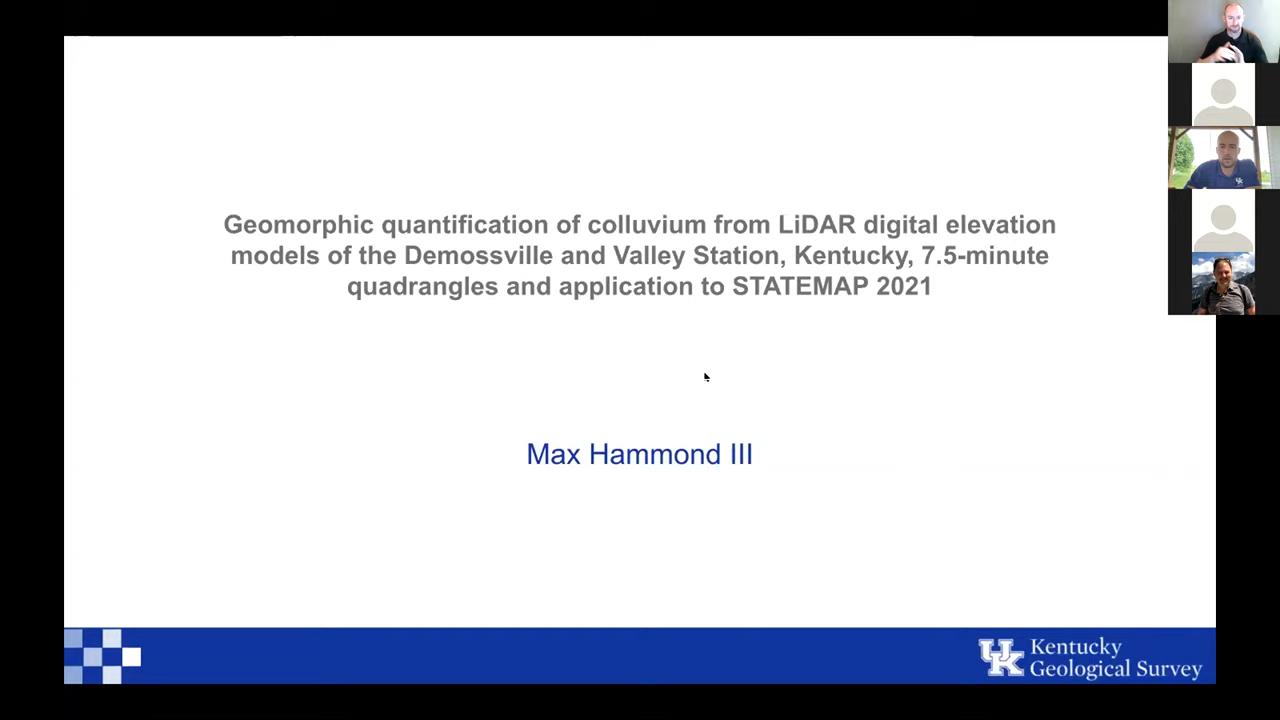 Geomorphic quantification of colluvium from LiDAR digital elevation
models of the Demossville and Valley Station, Kentucky, 7.5-minute
quadrangles and application to STATEMAP 2021
Max Hammond III
UK Kentucky
Geological Survey